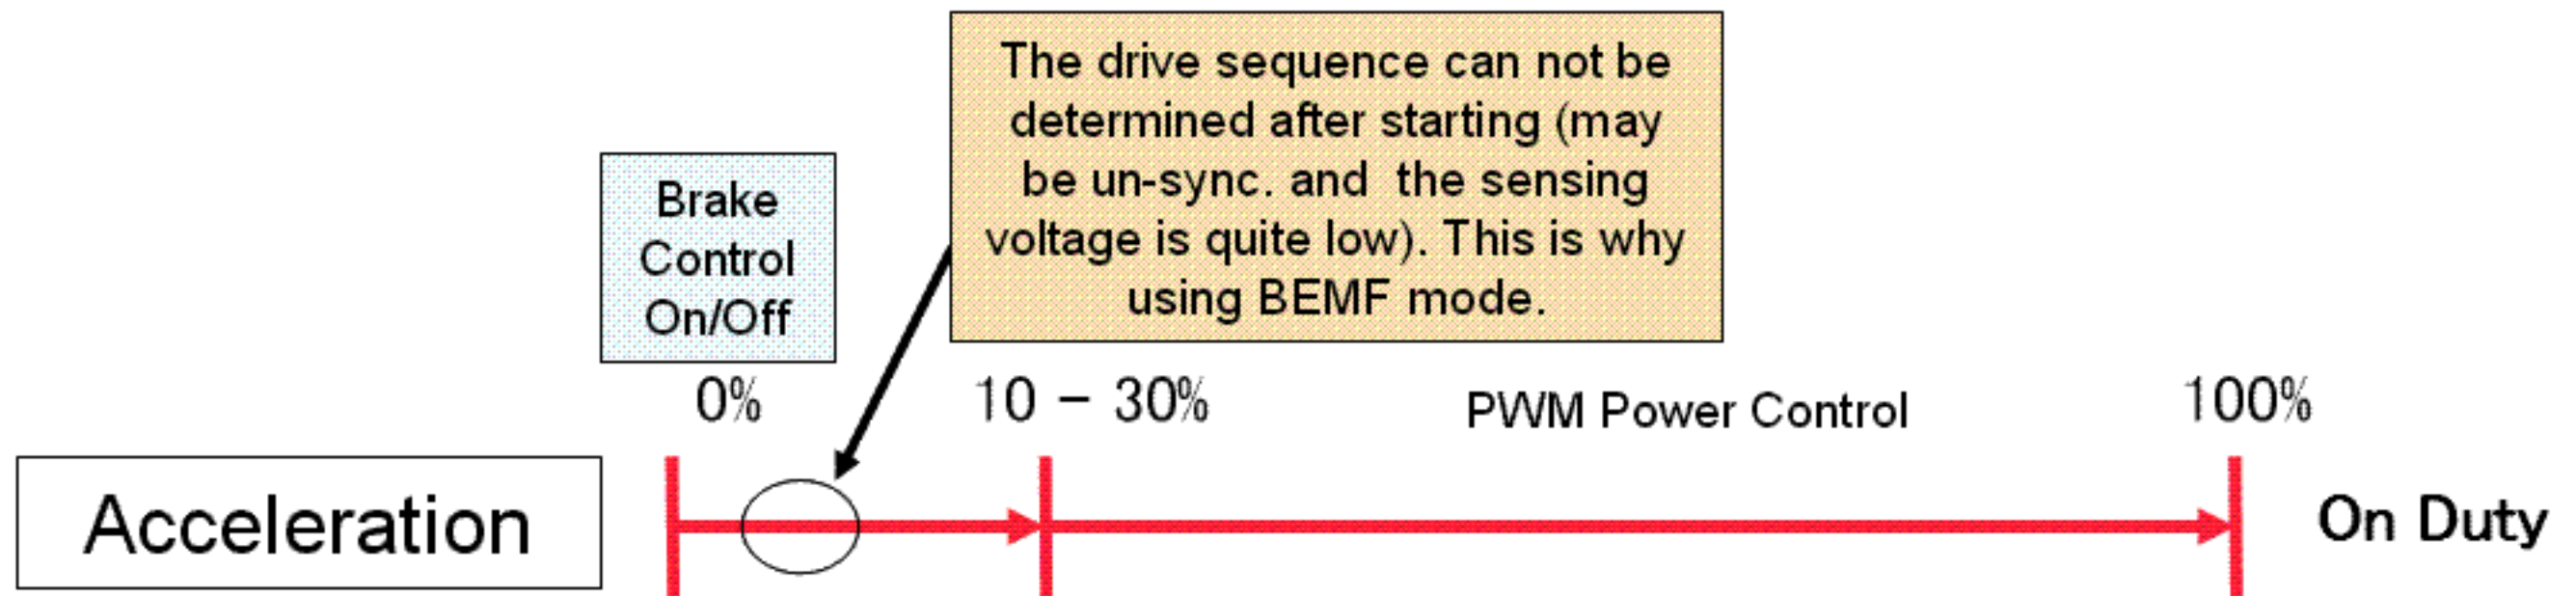 The drive sequence can not be
determined after starting (may
be un-sync. and the sensing
voltage is quite low). This is why
using BEMF mode.
Brake
Control
On/Off
0%
10 - 30%
PWM Power Control
100%
Acceleration
On Duty